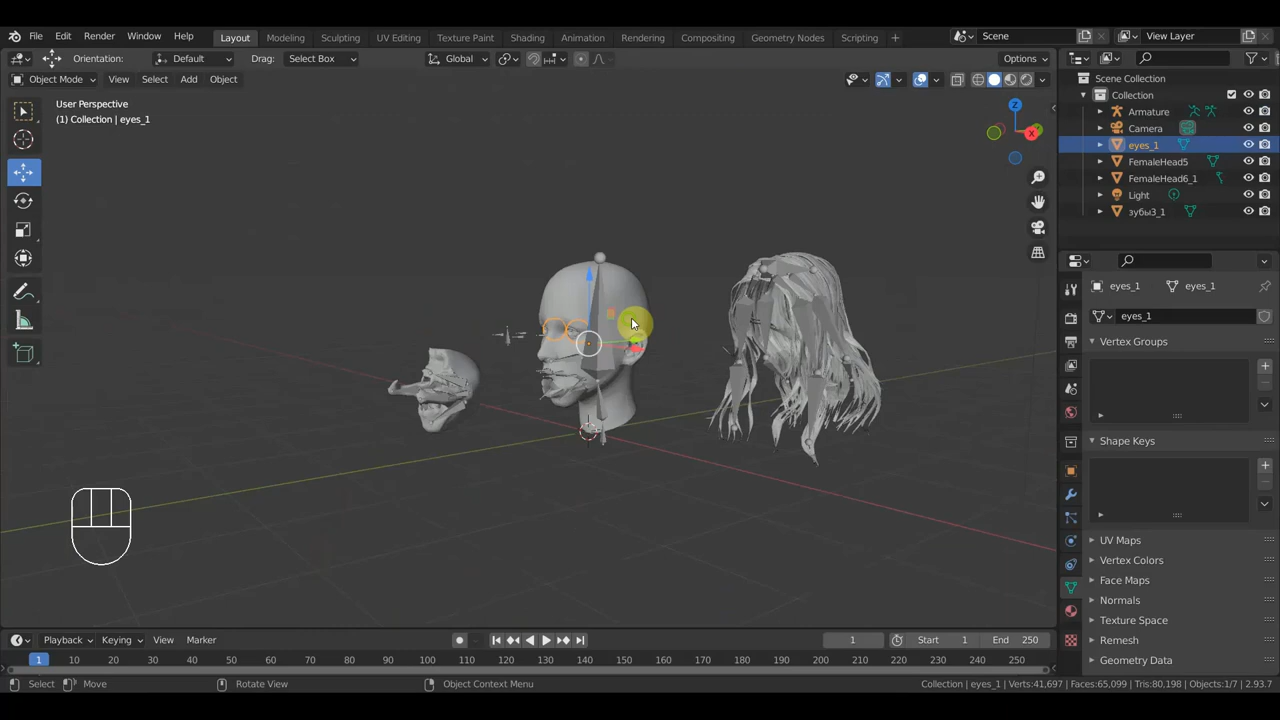 File Edit Render Window Help Layout Modeling Sculpting UV Editing Texture Paint Shading Animation Rendering Compositing Geometry Nodes Scripting + Scene View Layer
Orientation: Default Drag: Select Box Global Options
Object Mode View Select Add Object
User Perspective
(1) Collection | eyes_1
Z
X
Scene Collection
Collection
Armature
Camera
eyes_1
FemaleHead5
FemaleHead6_1
Light
зубы3_1
eyes_1 eyes_1
eyes_1
Vertex Groups
Shape Keys
UV Maps
Vertex Colors
Face Maps
Normals
Texture Space
Remesh
Geometry Data
Playback Keying View Marker 1 Start 1 End 250
1 10 20 30 40 50 60 70 80 90 100 110 120 130 140 150 160 170 180 190 200 210 220 230 240 250
Select Move Rotate View Object Context Menu Collection | eyes_1 | Verts:41,697 | Faces:65,099 | Tris:80,198 | Objects:1/7 | 2.93.7